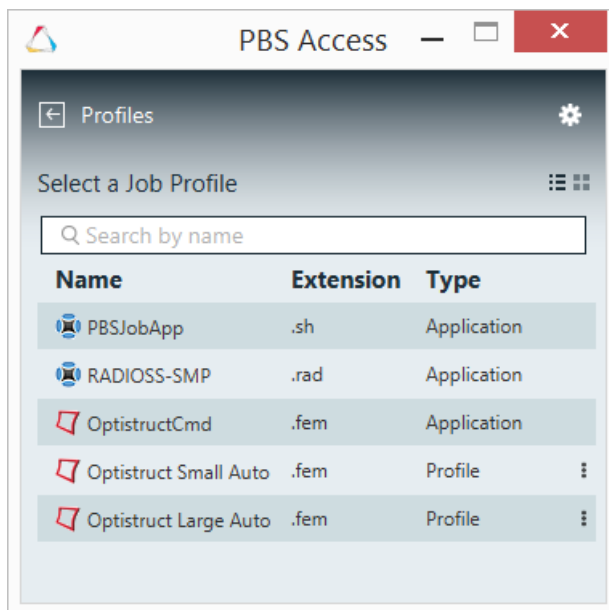 PBS Access
Profiles
Select a Job Profile
Search by name
Name Extension Type
PBSJobApp .sh Application
RADIOSS-SMP .rad Application
OptistructCmd .fem Application
Optistruct Small Auto .fem Profile
Optistruct Large Auto .fem Profile